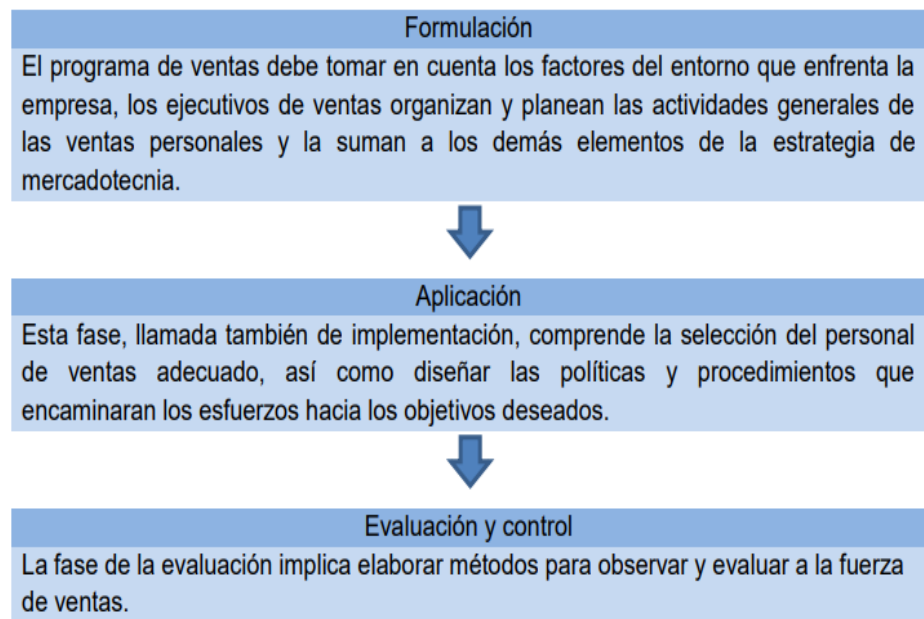 Formulación
El programa de ventas debe tomar en cuenta los factores del entorno que enfrenta la
empresa, los ejecutivos de ventas organizan y planean las actividades generales de
las ventas personales y la suman a los demás elementos de la estrategia de
mercadotecnia.
Aplicación
Esta fase, llamada también de implementación, comprende la selección del personal
de ventas adecuado, así como diseñar las políticas y procedimientos que
encaminaran los esfuerzos hacia los objetivos deseados.
Evaluación y control
La fase de la evaluación implica elaborar métodos para observar y evaluar a la fuerza
de ventas.